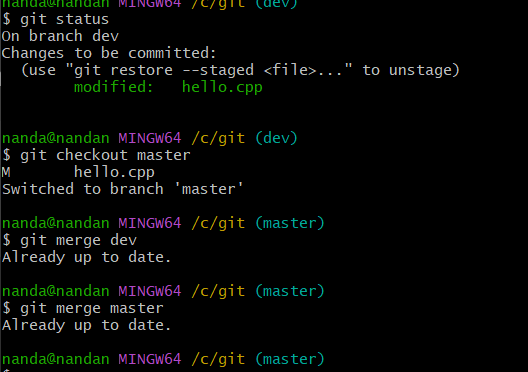 nanda@nandan MINGW64 /c/git (dev)
$ git status
On branch dev
Changes to be committed:
  (use "git restore --staged <file>..." to unstage)
        modified:   hello.cpp
nanda@nandan MINGW64 /c/git (dev)
$ git checkout master
M       hello.cpp
Switched to branch 'master'
nanda@nandan MINGW64 /c/git (master)
$ git merge dev
Already up to date.
nanda@nandan MINGW64 /c/git (master)
$ git merge master
Already up to date.
nanda@nandan MINGW64 /c/git (master)
$